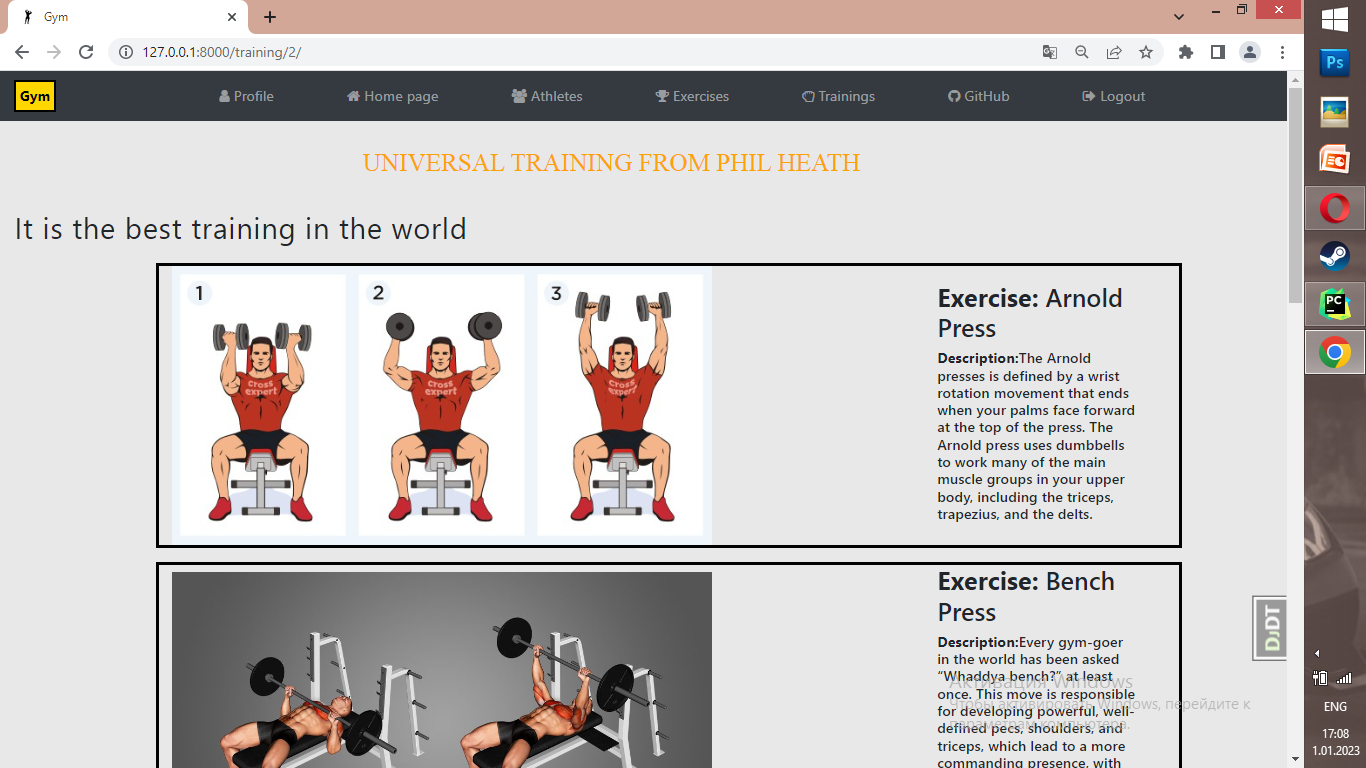 Gym
127.0.0.1:8000/training/2/
Ps
Gym
Profile
Home page
Athletes
Exercises
Trainings
GitHub
Logout
UNIVERSAL TRAINING FROM PHIL HEATH
It is the best training in the world
1
2
3
cross
expert
cross
expert
cross
expert
Exercise: Arnold
Press
Description:The Arnold
presses is defined by a wrist
rotation movement that ends
when your palms face forward
at the top of the press. The
Arnold press uses dumbbells
to work many of the main
muscle groups in your upper
body, including the triceps,
trapezius, and the delts.
Exercise: Bench
Press
Description:Every gym-goer
in the world has been asked
“Whaddya bench?” at least
once. This move is responsible
for developing powerful, well-
defined pecs, shoulders, and
triceps, which lead to a more
commanding presence, with
Активация Windows
Чтобы активировать Windows, перейдите к
параметрам компьютера.
DJDT
PC
ENG
17:08
1.01.2023